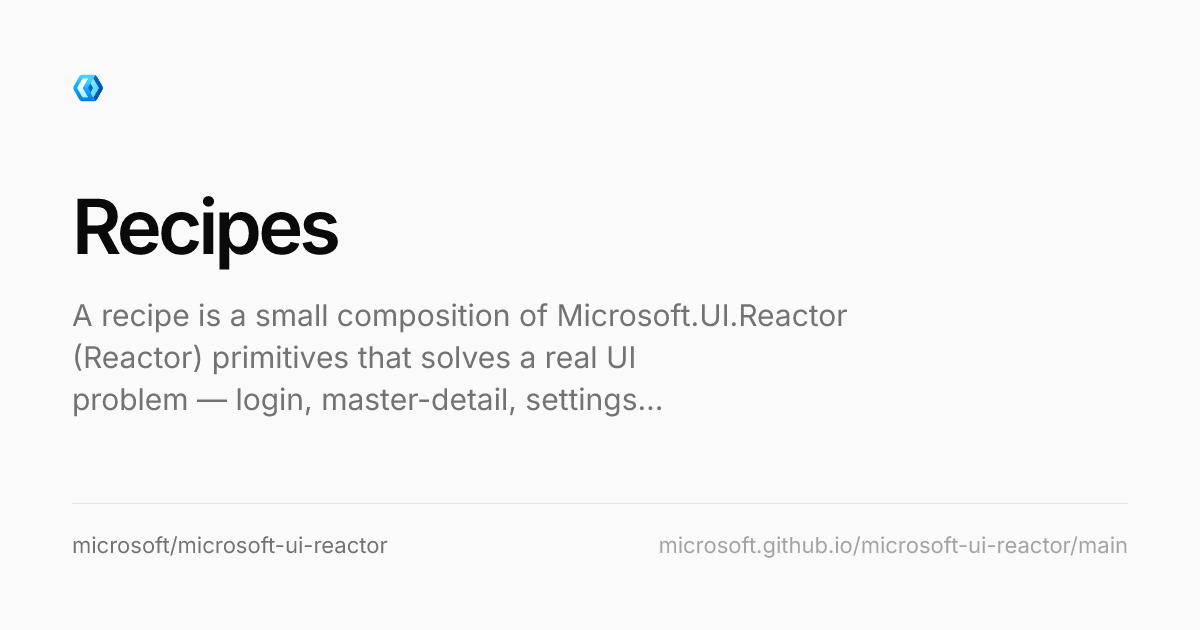 Recipes
A recipe is a small composition of Microsoft.UI.Reactor
(Reactor) primitives that solves a real UI
problem — login, master-detail, settings...
microsoft/microsoft-ui-reactor
microsoft.github.io/microsoft-ui-reactor/main